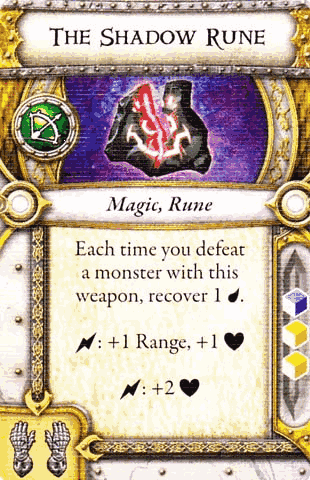 THE SHADOW RUNE
Magic, Rune
Each time you defeat
a monster with this
weapon, recover 1 .
: +1 Range, +1
: +2